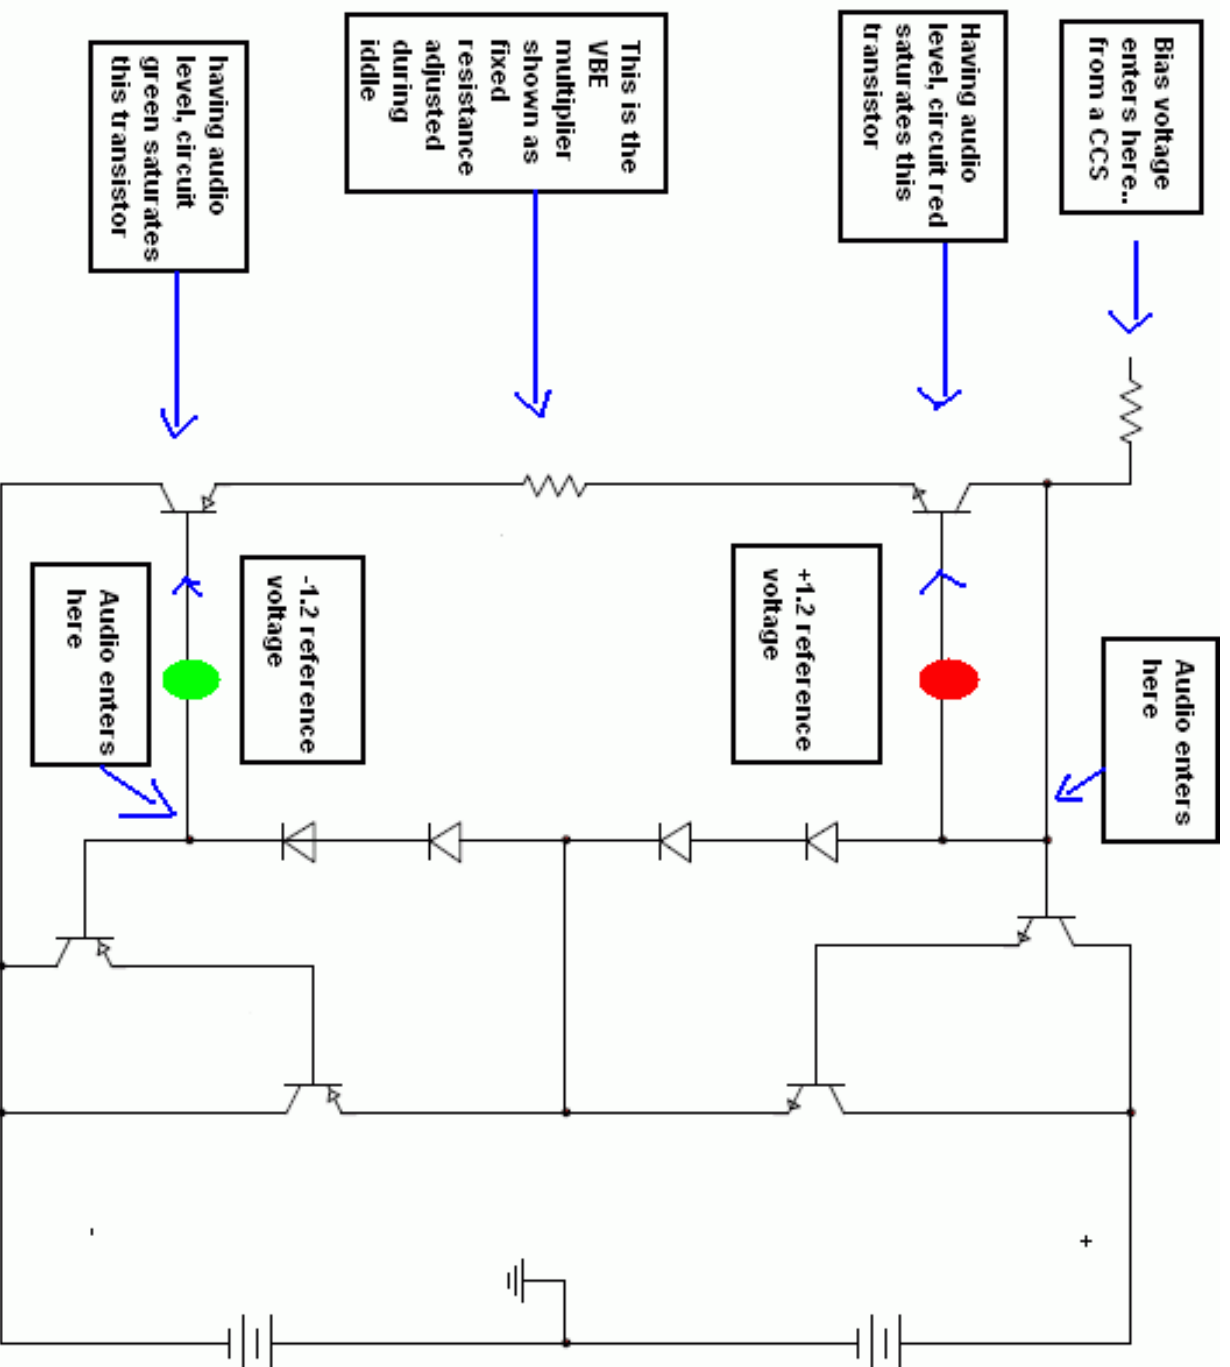 Bias voltage
enters here..
from a CCS
Having audio
level, circuit red
saturates this
transistor
This is the
VBE
multiplier
shown as
fixed
resistance
adjusted
during
iddle
having audio
level, circuit
green saturates
this transistor
Audio enters
here
+1.2 reference
voltage
-1.2 reference
voltage
Audio enters
here
+
-